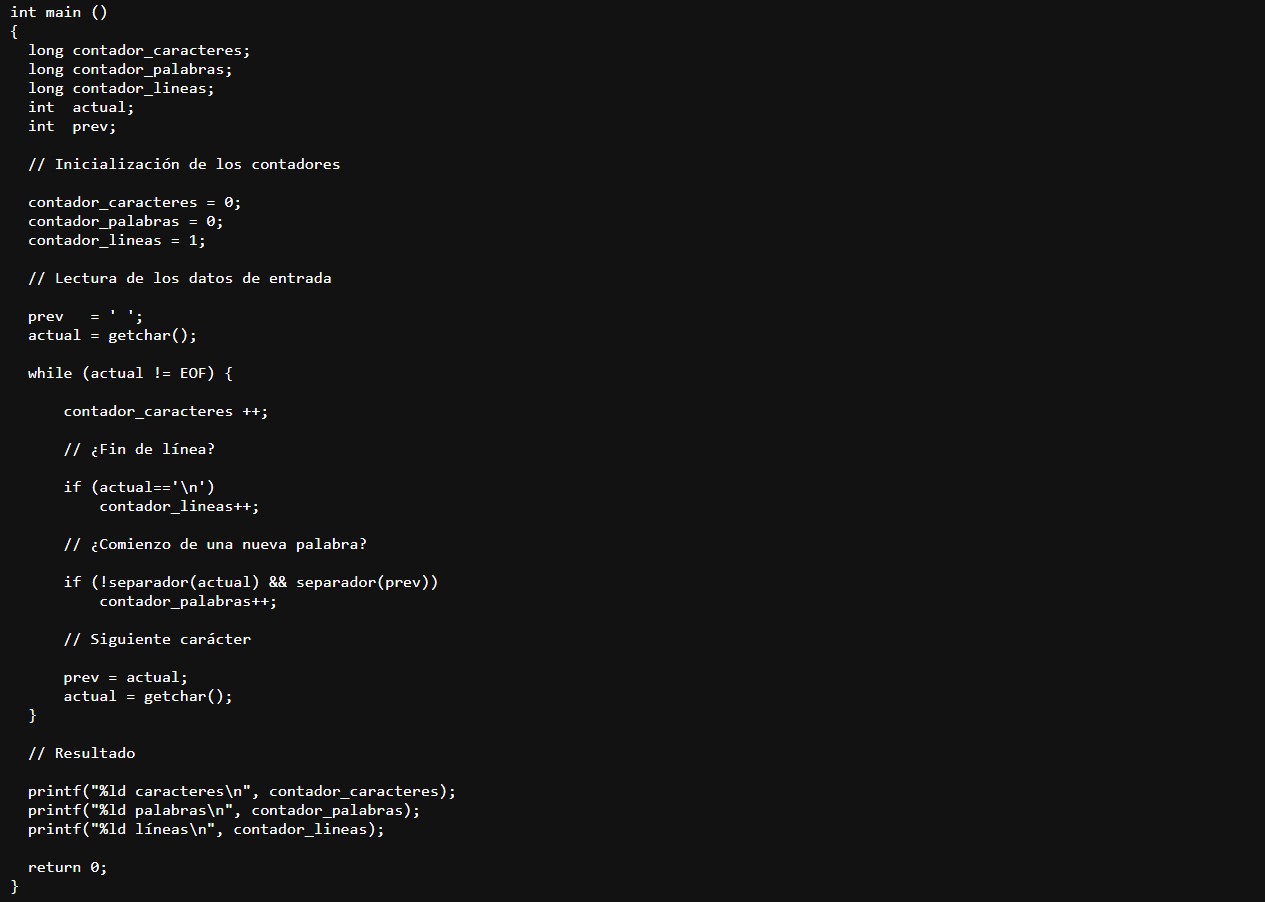 int main ()
{
  long contador_caracteres;
  long contador_palabras;
  long contador_lineas;
  int  actual;
  int  prev;

  // Inicialización de los contadores

  contador_caracteres = 0;
  contador_palabras = 0;
  contador_lineas = 1;

  // Lectura de los datos de entrada

  prev   = ' ';
  actual = getchar();

  while (actual != EOF) {

      contador_caracteres ++;

      // ¿Fin de línea?

      if (actual=='\n')
          contador_lineas++;

      // ¿Comienzo de una nueva palabra?

      if (!separador(actual) && separador(prev))
          contador_palabras++;

      // Siguiente carácter

      prev = actual;
      actual = getchar();
  }

  // Resultado

  printf("%ld caracteres\n", contador_caracteres);
  printf("%ld palabras\n", contador_palabras);
  printf("%ld líneas\n", contador_lineas);

  return 0;
}